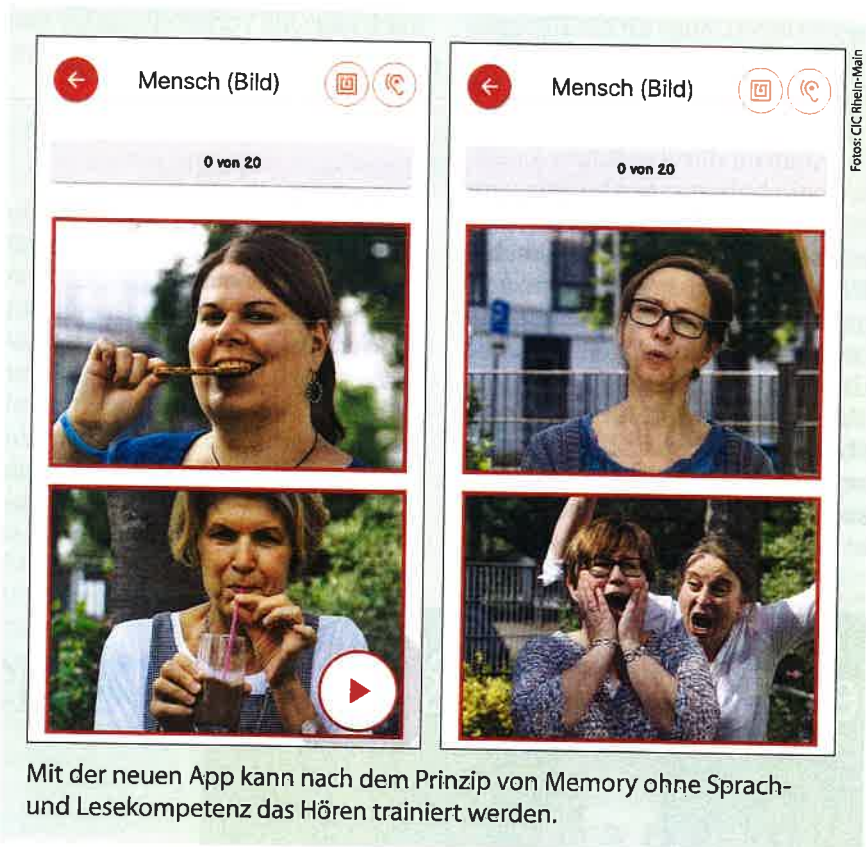 Mensch (Bild)
0 von 20
Mensch (Bild)
0 von 20
Fotos: CIC Rhein-Main
Mit der neuen App kann nach dem Prinzip von Memory ohne Sprach-
und Lesekompetenz das Hören trainiert werden.